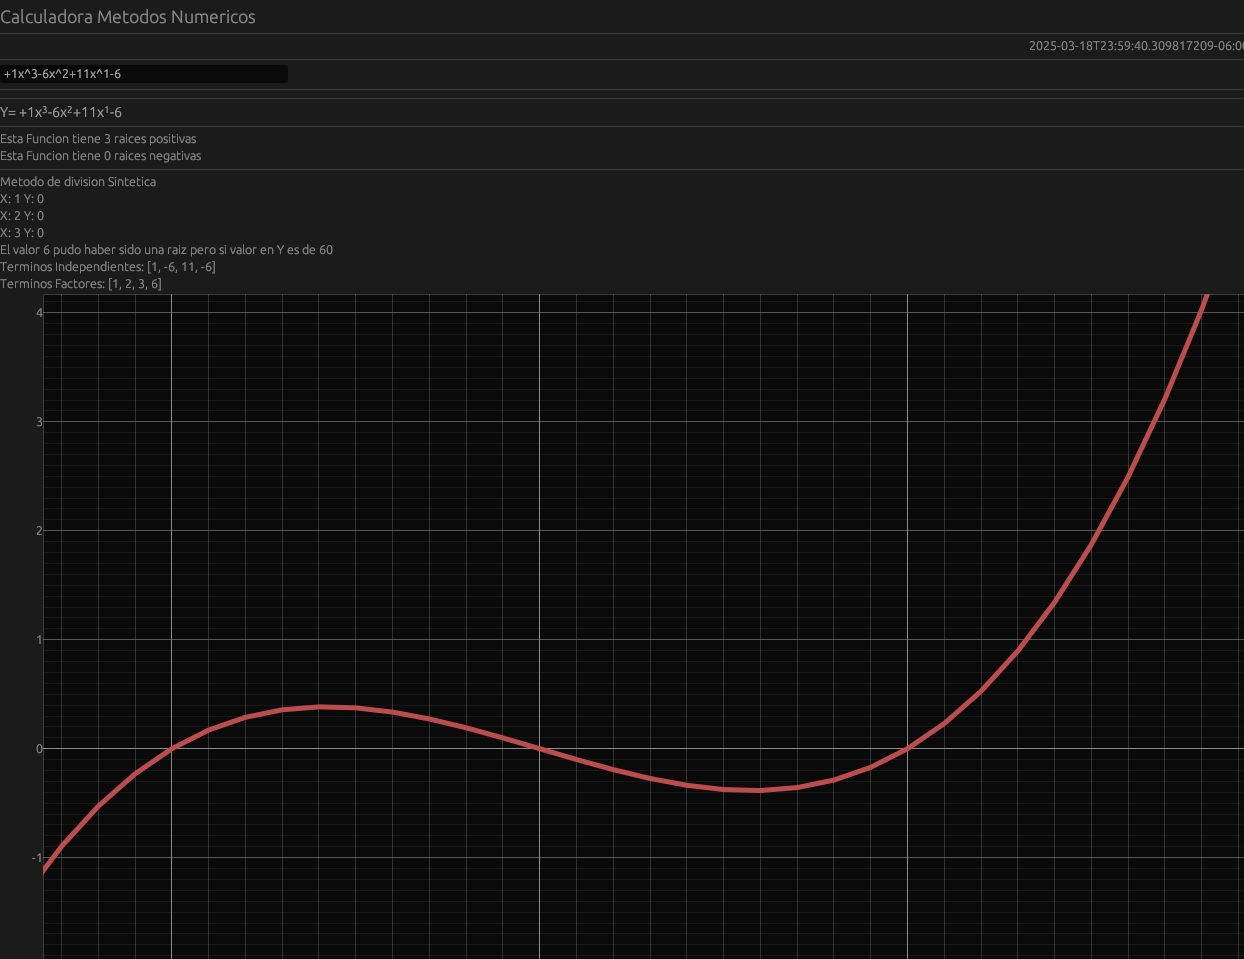 Calculadora Metodos Numericos
2025-03-18T23:59:40.309817209-06:0
+1x^3-6x^2+11x^1-6
Y= +1x³-6x²+11x¹-6
Esta Funcion tiene 3 raices positivas
Esta Funcion tiene 0 raices negativas
Metodo de division Sintetica
X: 1 Y: 0
X: 2 Y: 0
X: 3 Y: 0
El valor 6 pudo haber sido una raiz pero si valor en Y es de 60
Terminos Independientes: [1, -6, 11, -6]
Terminos Factores: [1, 2, 3, 6]
4
3
2
1
0
-1